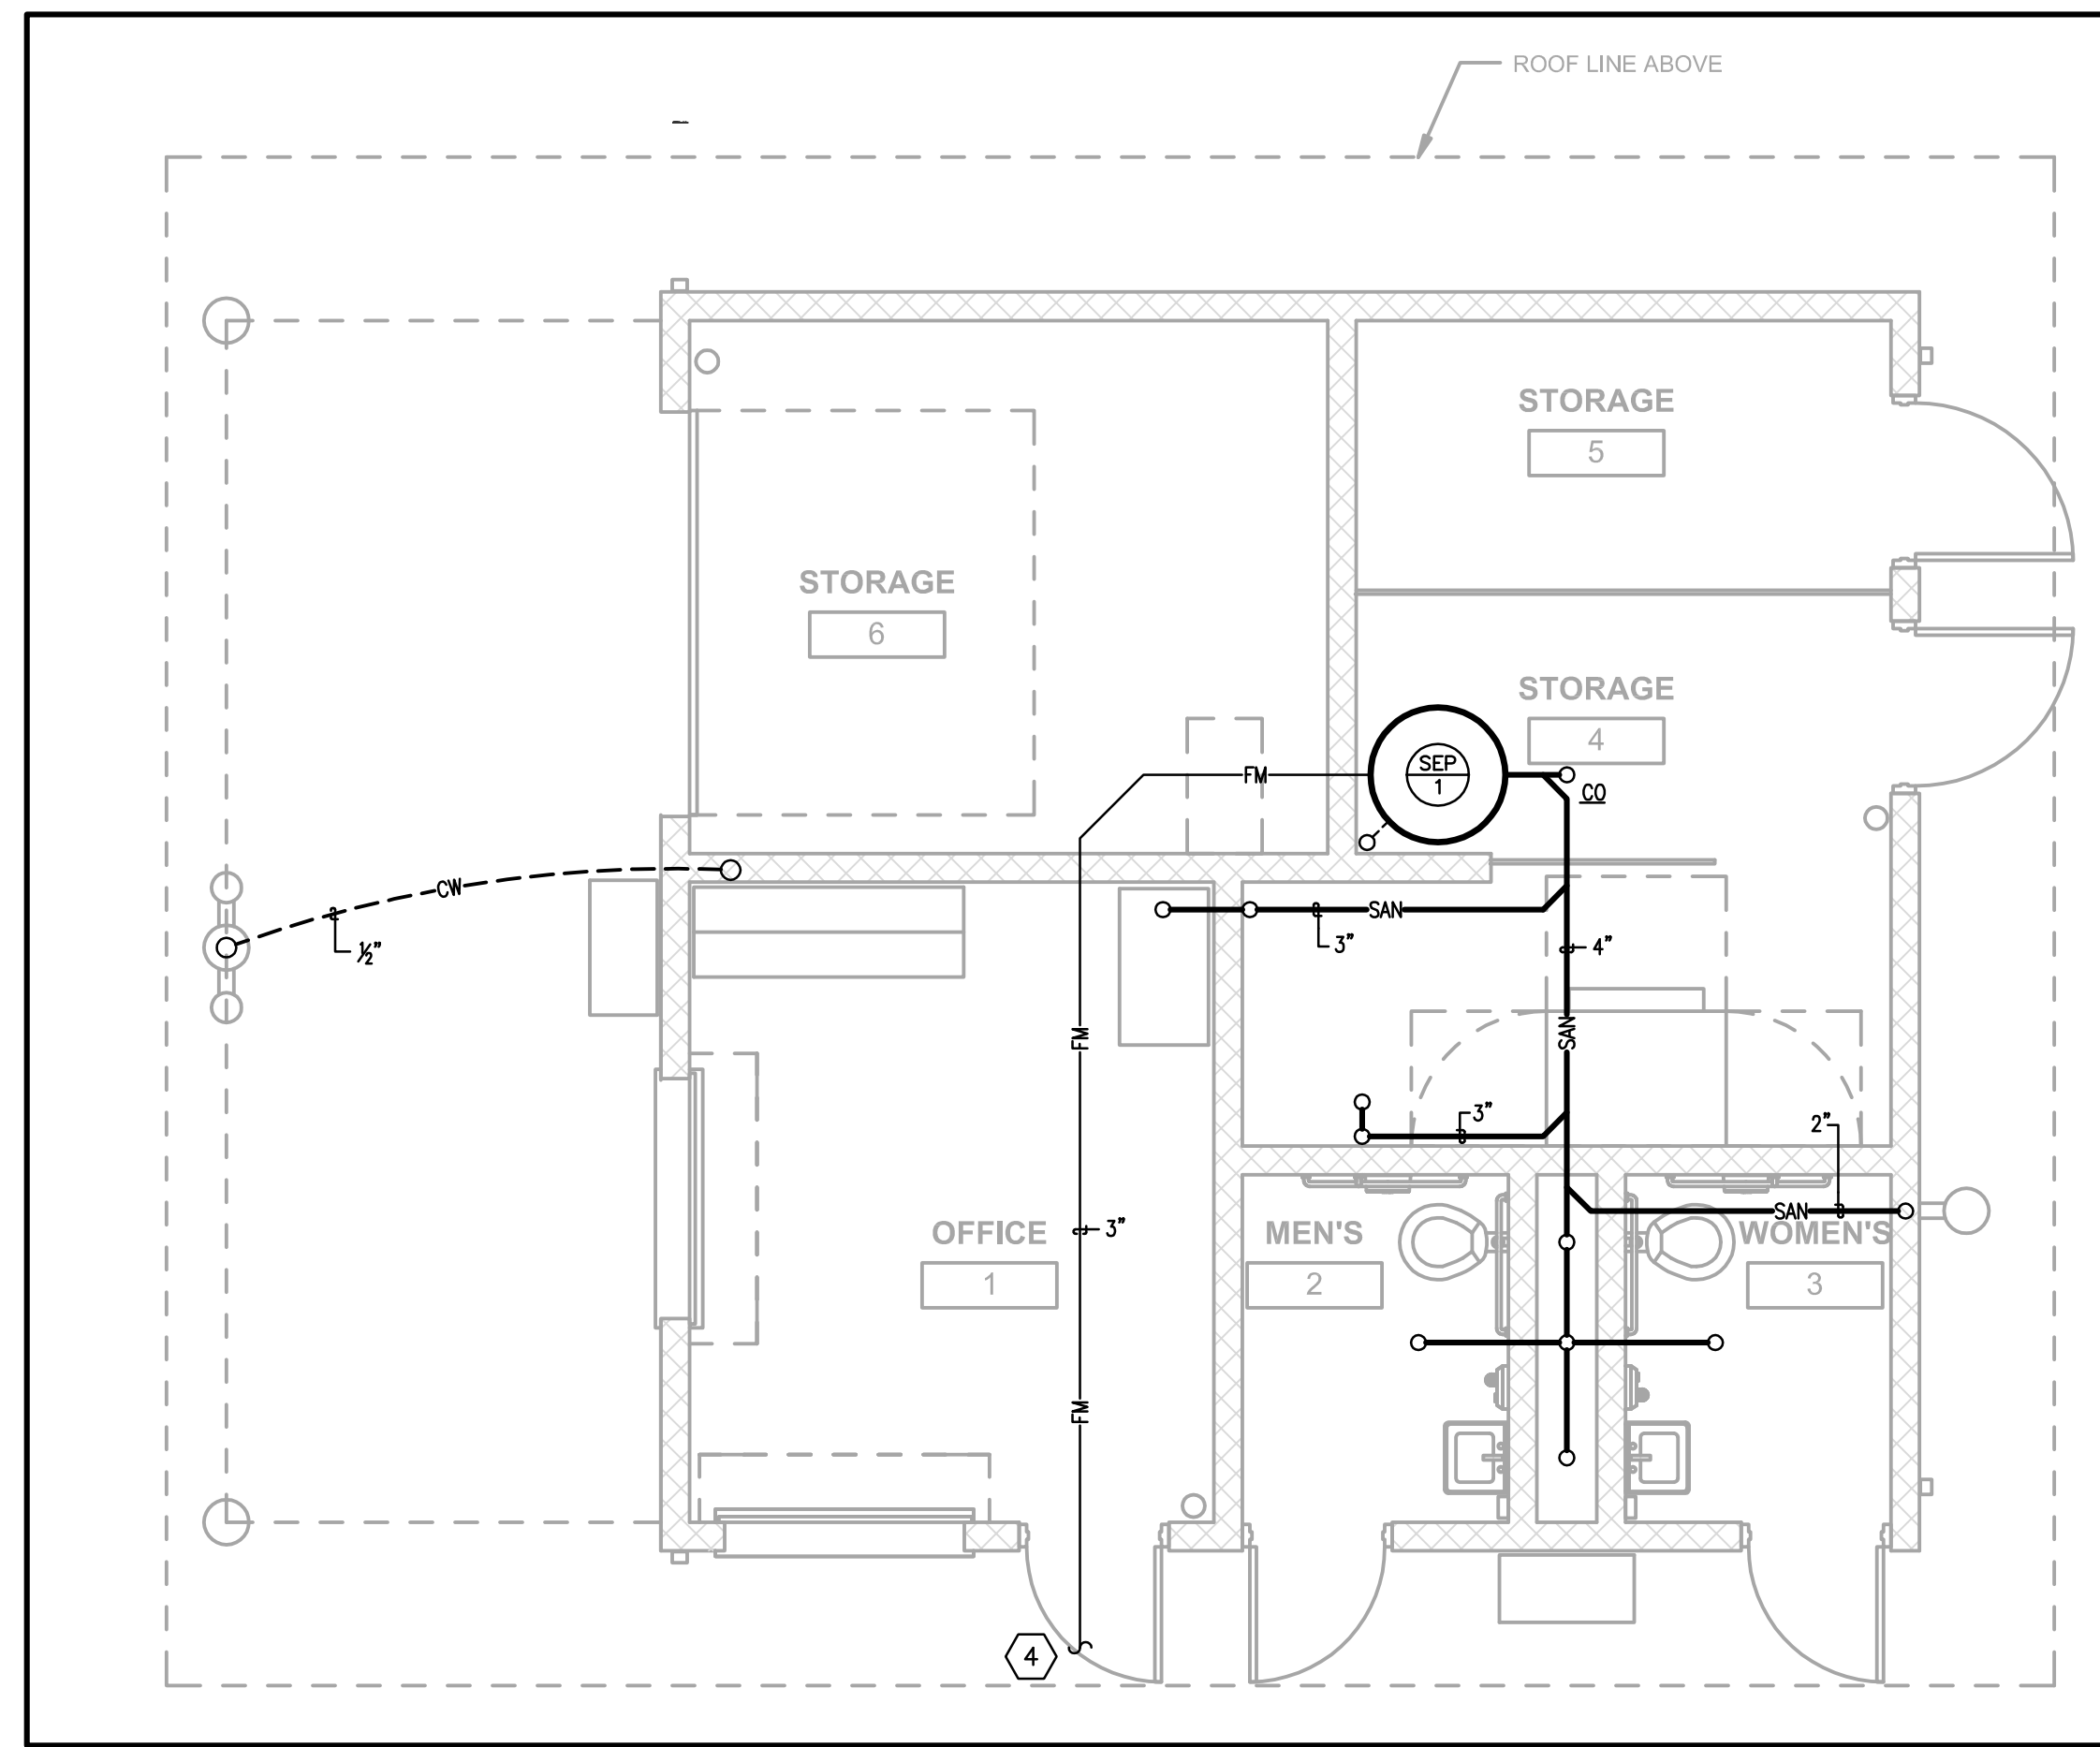 ROOF LINE ABOVE
STORAGE
5
STORAGE
6
STORAGE
4
SEP
1
FM
CO
CW
½"
SAN
3"
4"
FM
SAN
3"
2"
SAN
OFFICE
1
3"
MEN'S
2
WOMEN'S
3
FM
4